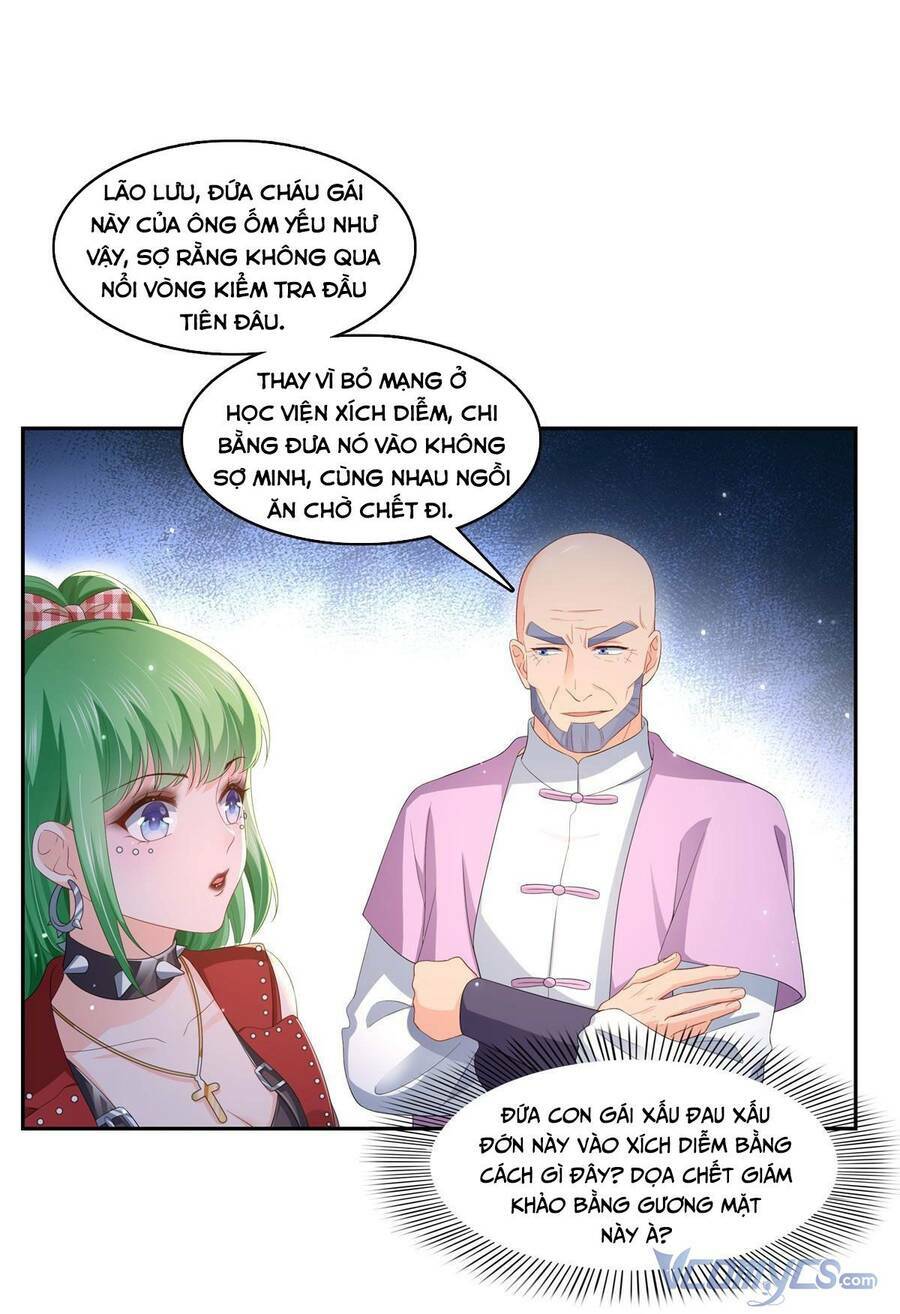 LÃO LƯU, ĐỨA CHÁU GÁI
NÀY CỦA ÔNG ỐM YẾU NHƯ
VẬY, SỢ RẰNG KHÔNG QUA
NỔI VÒNG KIỂM TRA ĐẦU
TIÊN ĐÂU.
THAY VÌ BỎ MẠNG Ở
HỌC VIỆN XÍCH DIỄM, CHI
BẰNG ĐƯA NÓ VÀO KHÔNG
SỢ MINH, CÙNG NHAU NGỒI
ĂN CHỜ CHẾT ĐI.
ĐỨA CON GÁI XẤU ĐAU XẤU
ĐỚN NÀY VÀO XÍCH DIỄM BẰNG
CÁCH GÌ ĐÂY? DỌA CHẾT GIÁM
KHẢO BẰNG GƯƠNG MẶT
NÀY À?
VCOMYCS.com